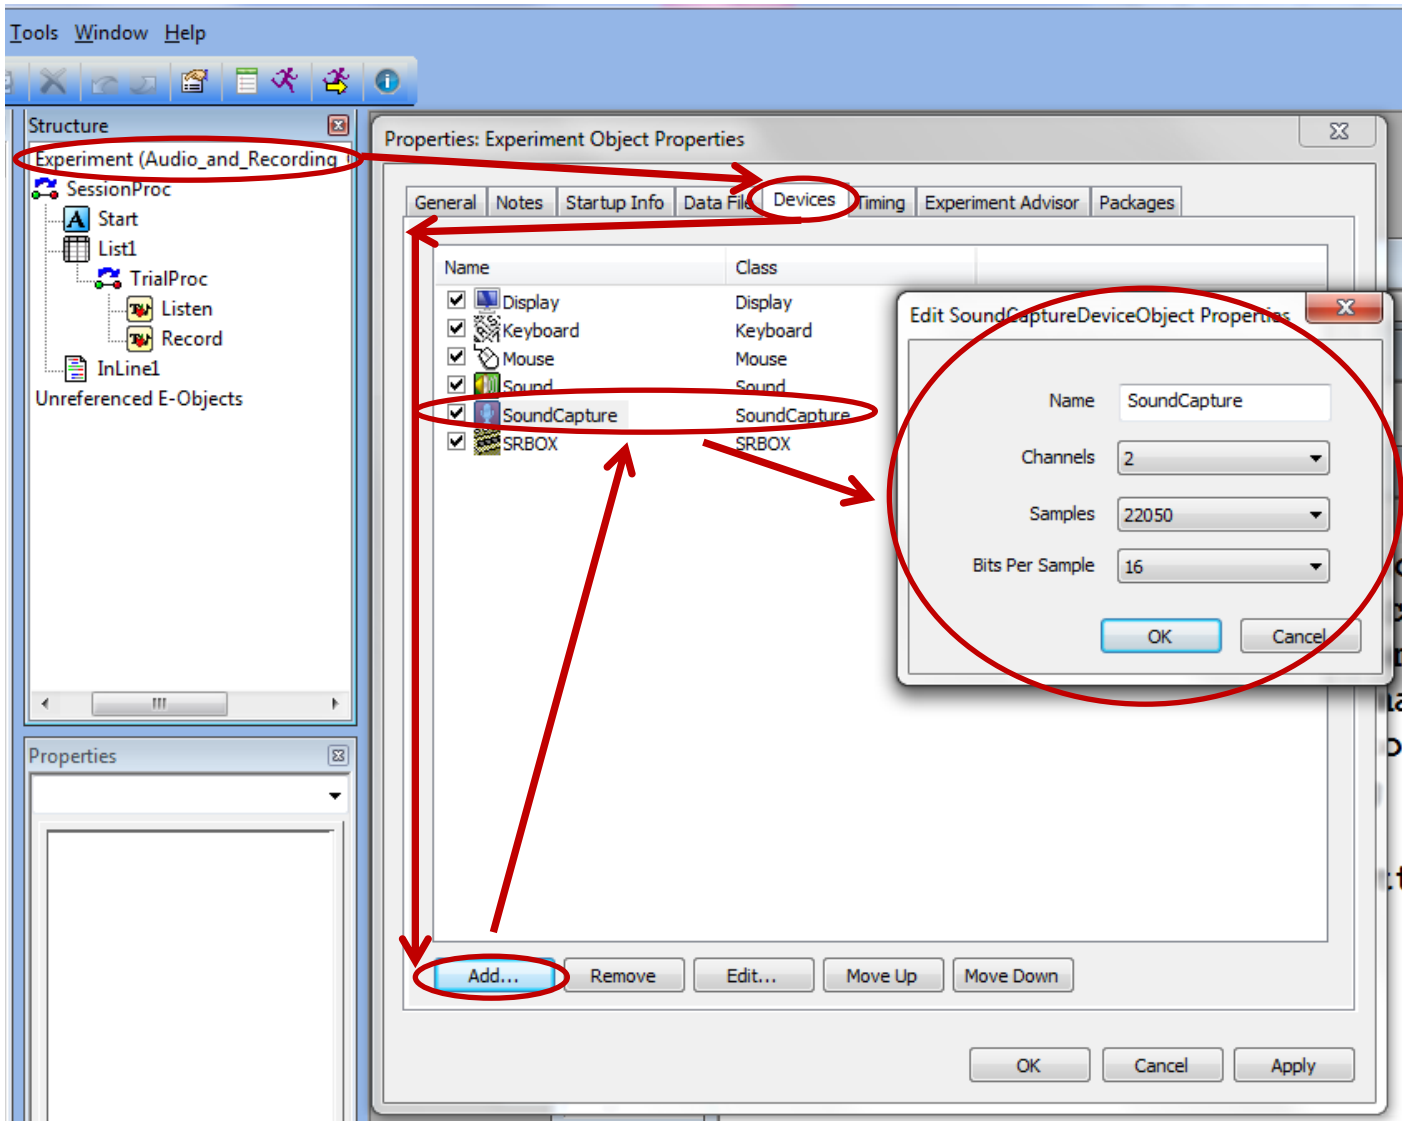 Tools Window Help
Structure
Experiment (Audio_and_Recording
SessionProc
Start
List1
TrialProc
Listen
Record
InLine1
Unreferenced E-Objects
Properties
Properties: Experiment Object Properties
General Notes Startup Info Data File Devices Timing Experiment Advisor Packages
Name Class
Display Display
Keyboard Keyboard
Mouse Mouse
Sound Sound
SoundCapture SoundCapture
SRBOX SRBOX
Add... Remove Edit... Move Up Move Down
OK Cancel Apply
Edit SoundCaptureDeviceObject Properties
Name SoundCapture
Channels 2
Samples 22050
Bits Per Sample 16
OK Cancel